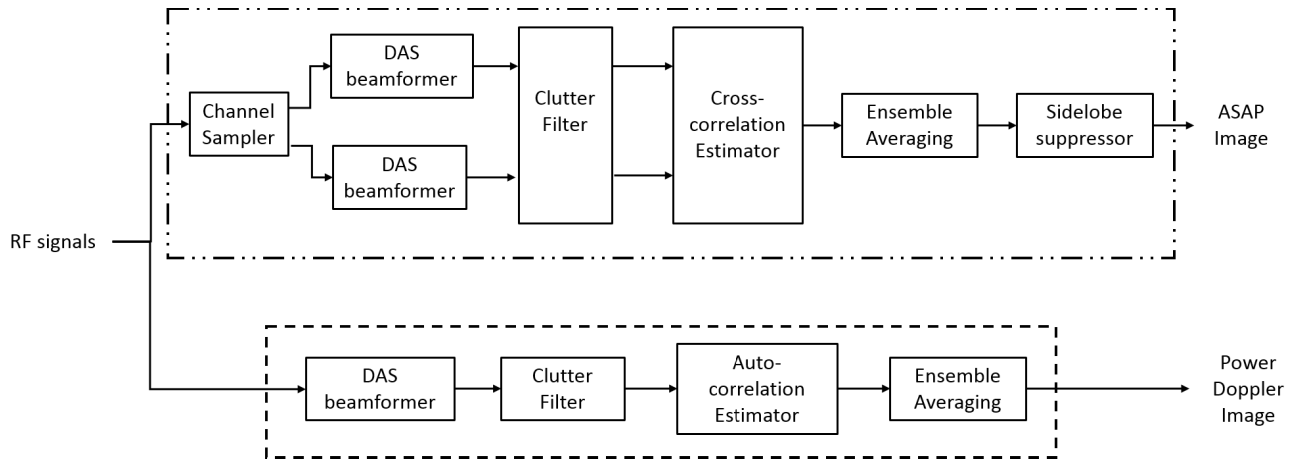 DAS
beamformer
Channel
Sampler
DAS
beamformer
Clutter
Filter
Cross-
correlation
Estimator
Ensemble
Averaging
Sidelobe
suppressor
ASAP
Image
RF signals
DAS
beamformer
Clutter
Filter
Auto-
correlation
Estimator
Ensemble
Averaging
Power
Doppler
Image